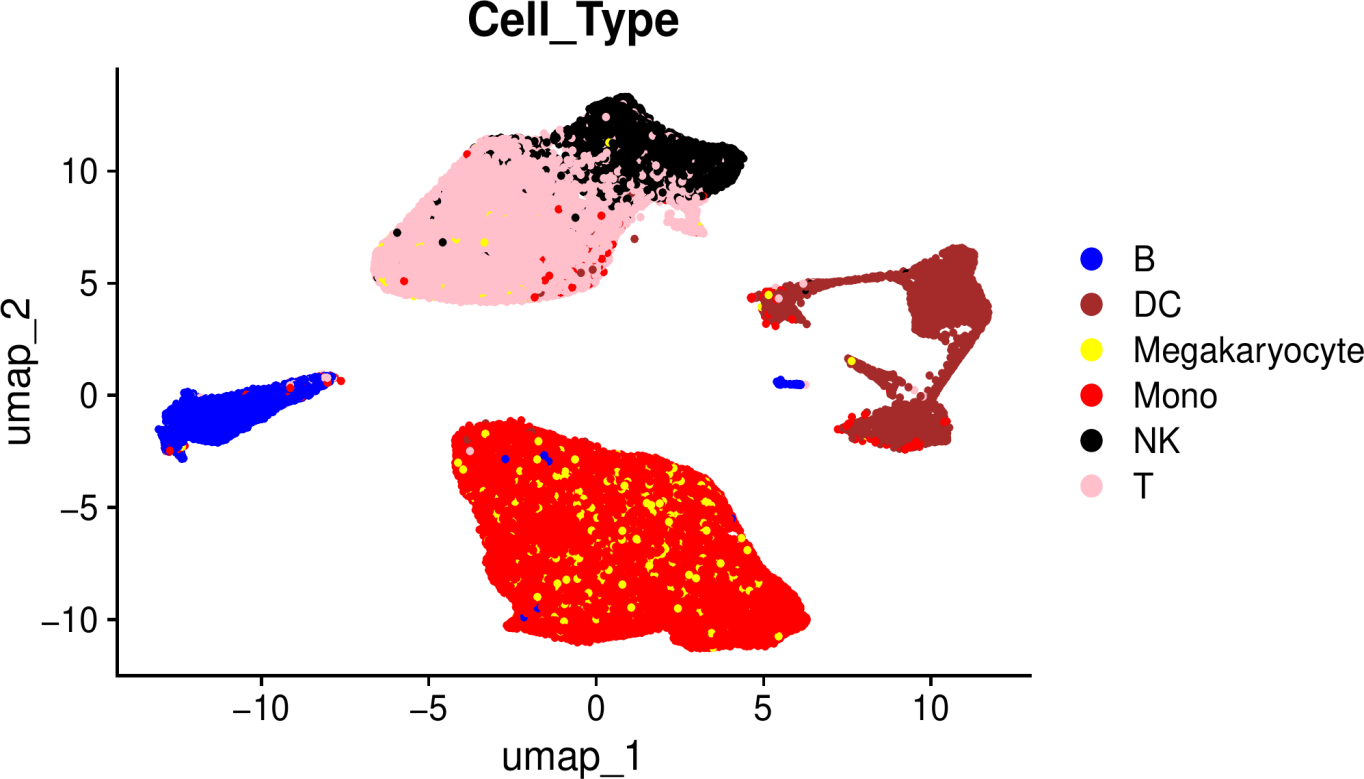 Cell_Type
10
5
0
−5
−10
umap_2
−10
−5
0
5
10
umap_1
B
DC
Megakaryocyte
Mono
NK
T